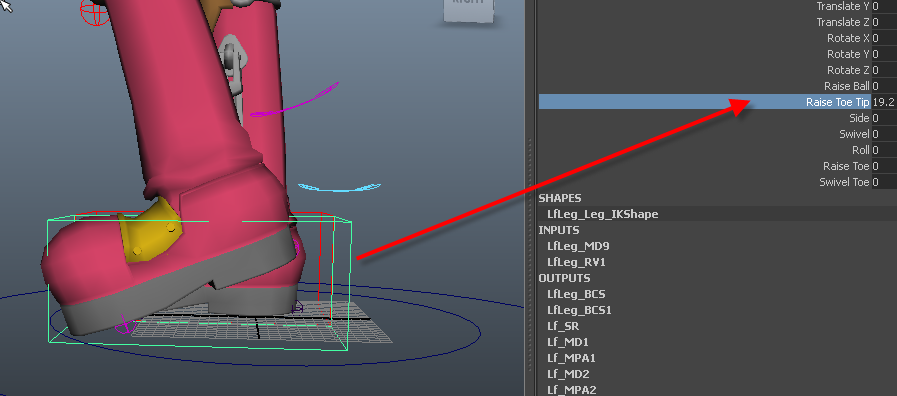 RIGHT
Translate Y 0
Translate Z 0
Rotate X 0
Rotate Y 0
Rotate Z 0
Raise Ball 0
Raise Toe Tip 19.2
Side 0
Swivel 0
Roll 0
Raise Toe 0
Swivel Toe 0
SHAPES
LfLeg_Leg_IKShape
INPUTS
LfLeg_MD9
LfLeg_RV1
OUTPUTS
LfLeg_BCS
LfLeg_BCS1
Lf_SR
Lf_MD1
Lf_MPA1
Lf_MD2
Lf_MPA2